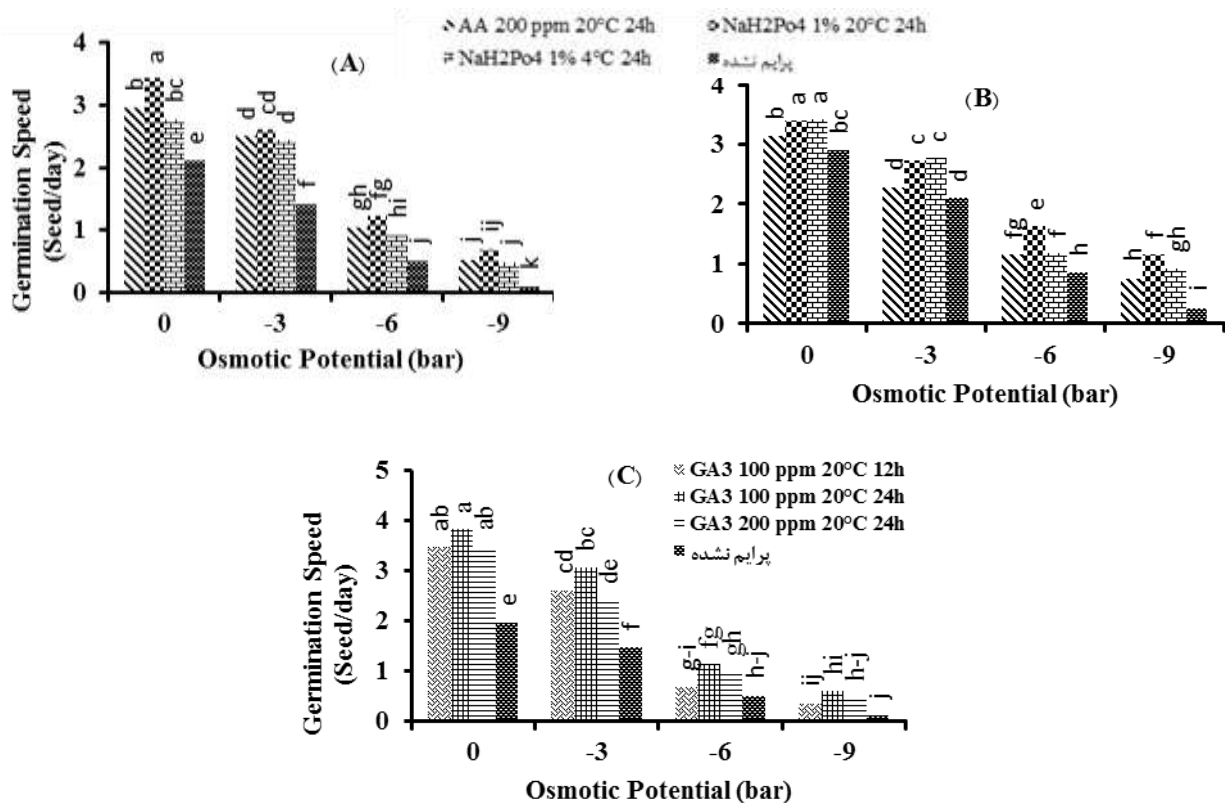 AA 200 ppm 20°C 24h
NaH2Po4 1% 20°C 24h
NaH2Po4 1% 4°C 24h
پرایم نشده
(A)
Germination Speed
(Seed/day)
4
3
2
1
0
b a bc e
d cd d f
gh fg hi j
j ij j k
0 -3 -6 -9
Osmotic Potential (bar)
(B)
4
3
2
1
0
b a a bc
d c c d
fg e f h
h f gh i
0 -3 -6 -9
Osmotic Potential (bar)
(C)
GA3 100 ppm 20°C 12h
GA3 100 ppm 20°C 24h
GA3 200 ppm 20°C 24h
پرایم نشده
Germination Speed
(Seed/day)
5
4
3
2
1
0
ab a ab e
cd bc de f
g-i fg gh h-j
ij hi h-j j
0 -3 -6 -9
Osmotic Potential (bar)